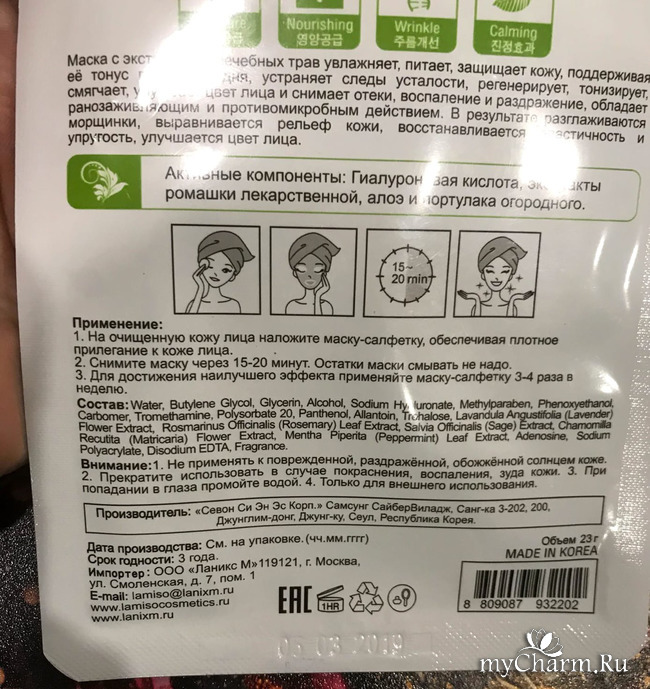 Nourishing
영양공급
Wrinkle
주름개선
Calming
진정효과
Маска с лечебных трав увлажняет, питает, защищает кожу, поддерживая
её тонус устраняет следы усталости, регенерирует, тонизирует,
смягчает, цвет лица и снимает отеки, воспаление и раздражение, обладает
ранозаживляющим и противомикробным действием. В результате разглаживаются
морщинки, выравнивается рельеф кожи, восстанавливается эластичность и
упругость, улучшается цвет лица.
Активные компоненты: Гиалуроновая кислота, экстракты
ромашки лекарственной, алоэ и портулака огородного.
15~
20 min
Применение:
1. На очищенную кожу лица наложите маску-салфетку, обеспечивая плотное
прилегание к коже лица.
2. Снимите маску через 15-20 минут. Остатки маски смывать не надо.
3. Для достижения наилучшего эффекта применяйте маску-салфетку 3-4 раза в
неделю.
Состав: Water, Butylene Glycol, Glycerin, Alcohol, Sodium Hyaluronate, Methylparaben, Phenoxyethanol,
Carbomer, Tromethamine, Polysorbate 20, Panthenol, Allantoin, Trehalose, Lavandula Angustifolia (Lavender)
Flower Extract, Rosmarinus Officinalis (Rosemary) Leaf Extract, Salvia Officinalis (Sage) Extract, Chamomilla
Recutita (Matricaria) Flower Extract, Mentha Piperita (Peppermint) Leaf Extract, Adenosine, Sodium
Polyacrylate, Disodium EDTA, Fragrance.
Внимание:1. Не применять к поврежденной, раздражённой, обожжённой солнцем коже.
2. Прекратите использовать в случае покраснения, воспаления, зуда кожи. 3. При
попадании в глаза промойте водой. 4. Только для внешнего использования.
Производитель: «Севон Си Эн Эс Корп.» Самсунг СайберВиладж, Санг-ка 3-202, 200,
Джунглим-донг, Джунг-ку, Сеул, Республика Корея.
Дата производства: См. на упаковке.(чч.мм.гггг)
Срок годности: 3 года.
Импортер: ООО «Ланикс М»119121, г. Москва,
ул. Смоленская, д. 7, пом. 1
E-mail: lamiso@lanixm.ru
www.lamisocosmetics.ru
www.lanixm.ru
Объем 23 г
MADE IN KOREA
EAC
1HR
8 809087 932202
05 03 2019
myCharm.Ru